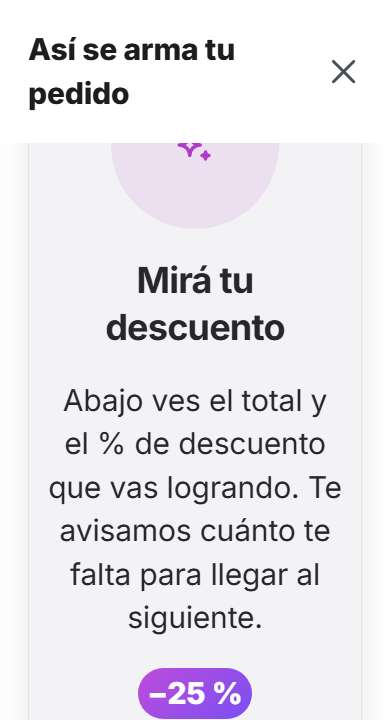 Así se arma tu
pedido
Mirá tu
descuento
Abajo ves el total y
el % de descuento
que vas logrando. Te
avisamos cuánto te
falta para llegar al
siguiente.
−25 %